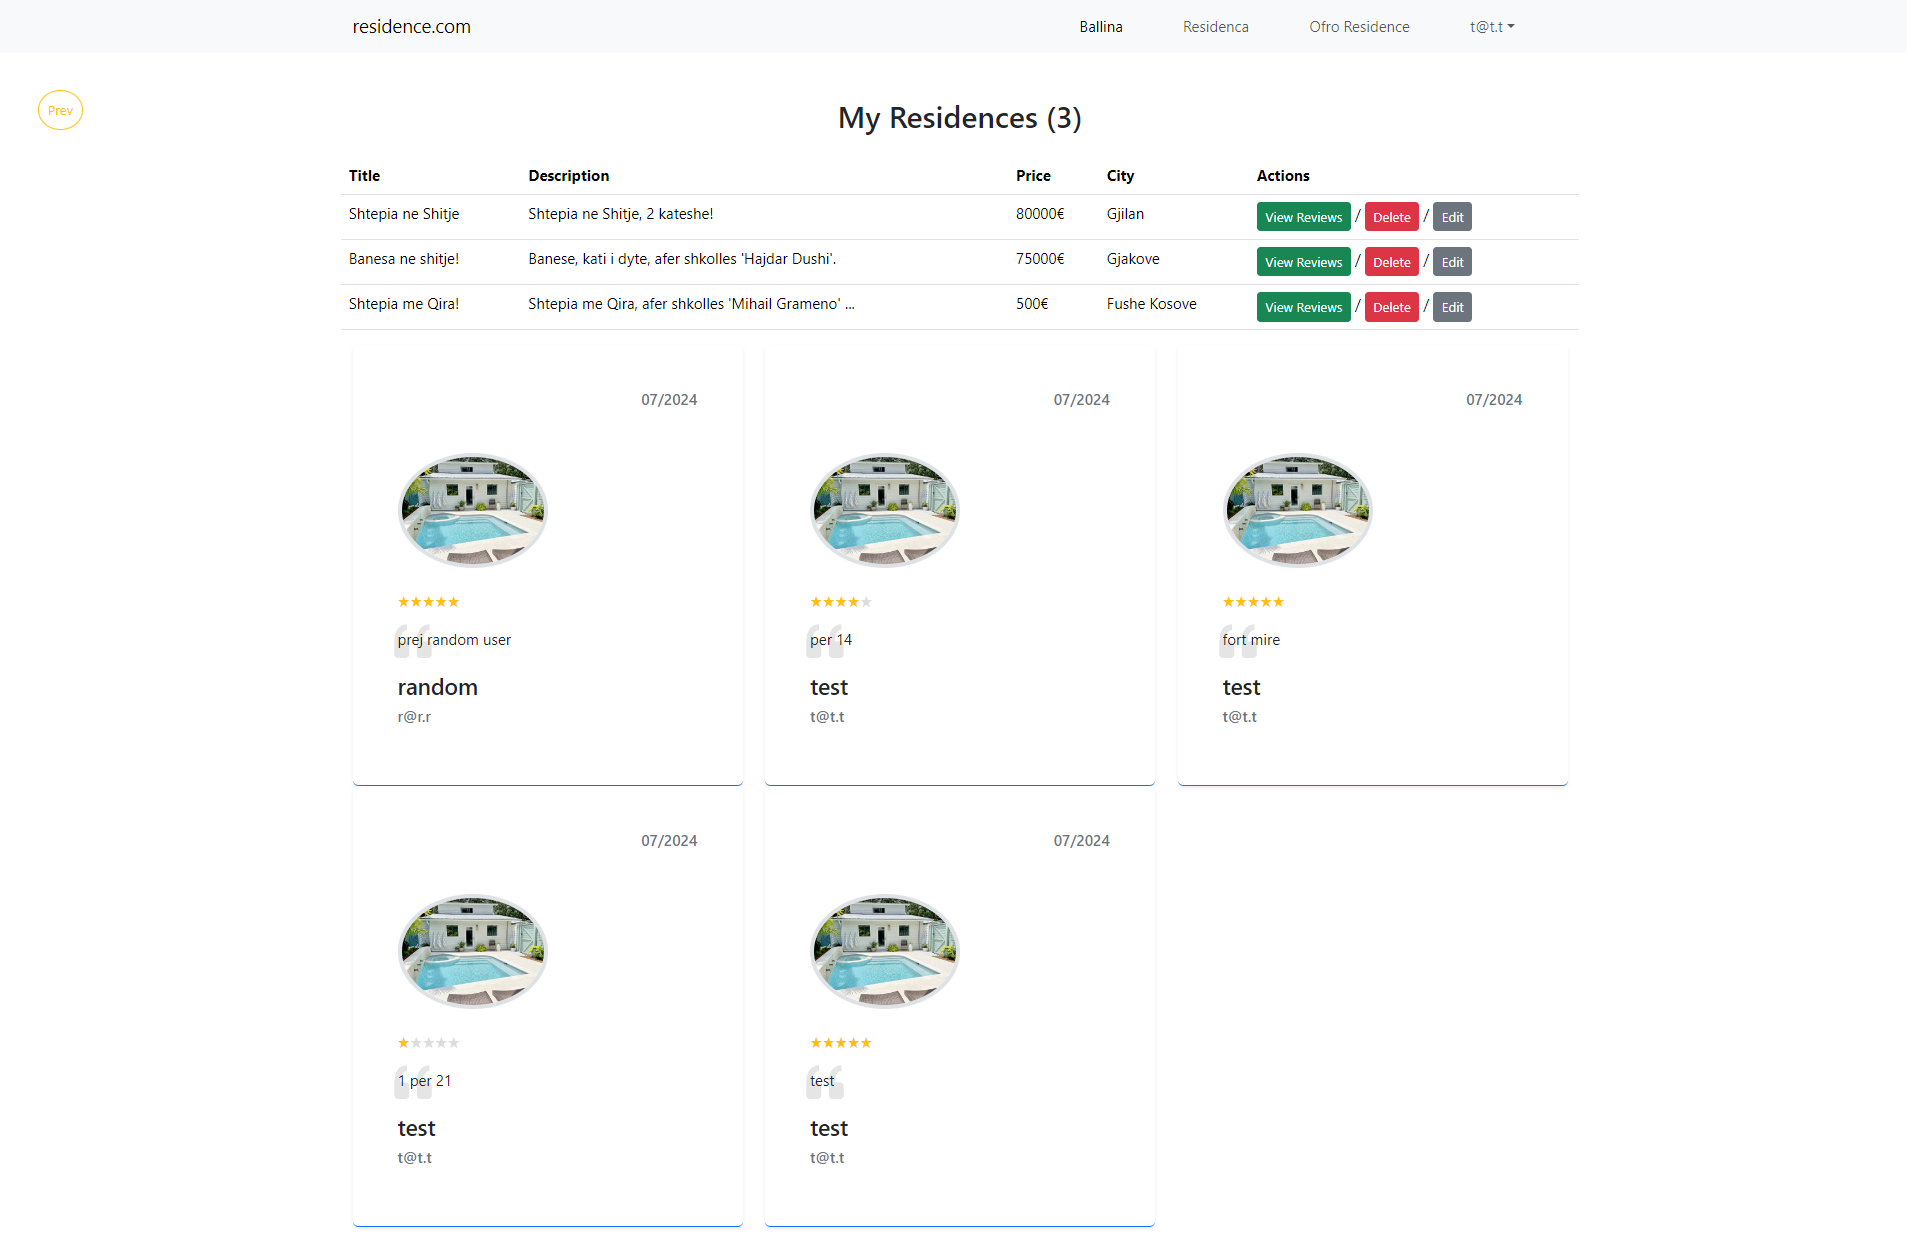 residence.com Ballina Residenca Ofro Residence t@t.t
Prev
My Residences (3)
Title Description Price City Actions
Shtepia ne Shitje Shtepia ne Shitje, 2 kateshe! 80000€ Gjilan View Reviews / Delete / Edit
Banesa ne shitje! Banese, kati i dyte, afer shkolles 'Hajdar Dushi'. 75000€ Gjakove View Reviews / Delete / Edit
Shtepia me Qira! Shtepia me Qira, afer shkolles 'Mihail Grameno' ... 500€ Fushe Kosove View Reviews / Delete / Edit
07/2024
prej random user
random
r@r.r
07/2024
per 14
test
t@t.t
07/2024
fort mire
test
t@t.t
07/2024
1 per 21
test
t@t.t
07/2024
test
test
t@t.t